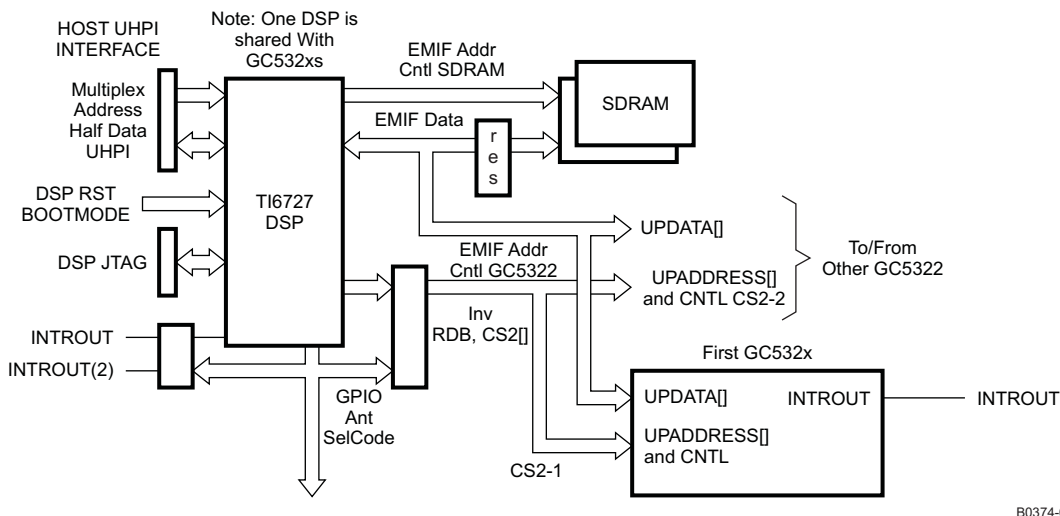 Note: One DSP is
shared With
GC532xs
HOST UHPI
INTERFACE
Multiplex
Address
Half Data
UHPI
DSP RST
BOOTMODE
DSP JTAG
INTROUT
INTROUT(2)
TI6727
DSP
EMIF Addr
Cntl SDRAM
EMIF Data
res
SDRAM
UPDATA[]
EMIF Addr
Cntl GC5322
UPADDRESS[]
and CNTL CS2-2
To/From
Other GC5322
Inv
RDB, CS2[]
GPIO
Ant
SelCode
CS2-1
First GC532x
UPDATA[]
INTROUT
INTROUT
UPADDRESS[]
and CNTL